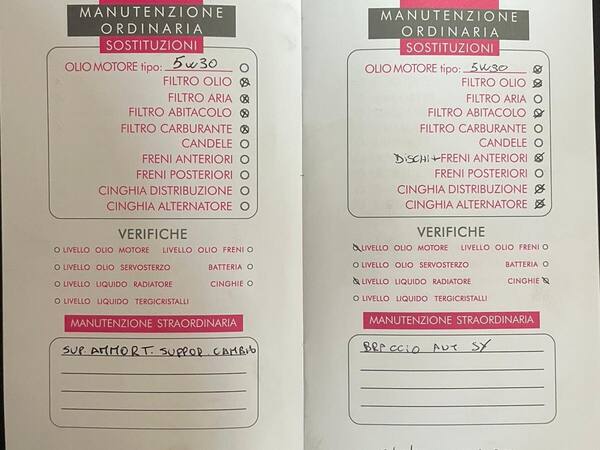 MANUTENZIONE
ORDINARIA
SOSTITUZIONI
OLIO MOTORE tipo: 5W30
FILTRO OLIO
FILTRO ARIA
FILTRO ABITACOLO
FILTRO CARBURANTE
CANDELE
FRENI ANTERIORI
FRENI POSTERIORI
CINGHIA DISTRIBUZIONE
CINGHIA ALTERNATORE
VERIFICHE
LIVELLO OLIO MOTORE LIVELLO OLIO FRENI
LIVELLO OLIO SERVOSTERZO BATTERIA
LIVELLO LIQUIDO RADIATORE CINGHIE
LIVELLO LIQUIDO TERGICRISTALLI
MANUTENZIONE STRAORDINARIA
SUP. AMMORT. SUPPOR. CAMBIO
MANUTENZIONE
ORDINARIA
SOSTITUZIONI
OLIO MOTORE tipo: 5W30
FILTRO OLIO
FILTRO ARIA
FILTRO ABITACOLO
FILTRO CARBURANTE
CANDELE
DISCHI+FRENI ANTERIORI
FRENI POSTERIORI
CINGHIA DISTRIBUZIONE
CINGHIA ALTERNATORE
VERIFICHE
LIVELLO OLIO MOTORE LIVELLO OLIO FRENI
LIVELLO OLIO SERVOSTERZO BATTERIA
LIVELLO LIQUIDO RADIATORE CINGHIE
LIVELLO LIQUIDO TERGICRISTALLI
MANUTENZIONE STRAORDINARIA
BRACCIO ANT SX